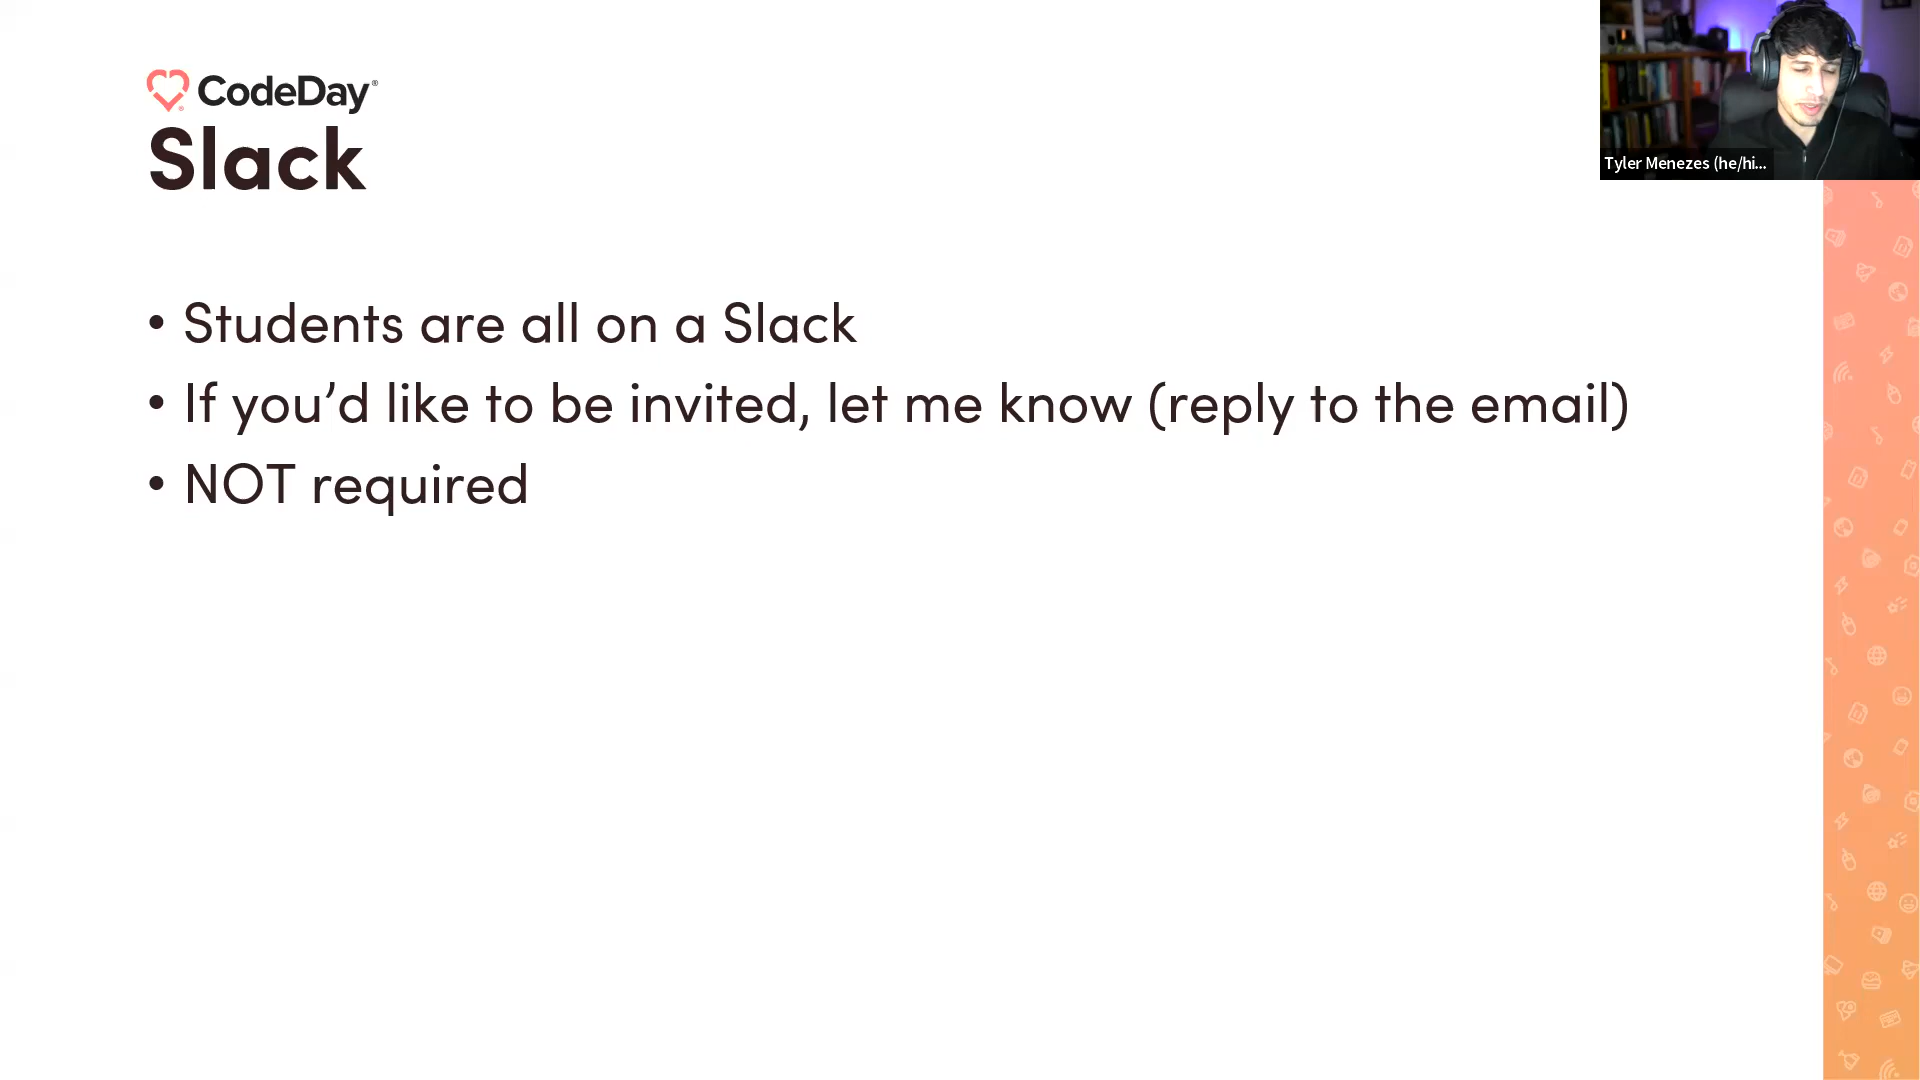 CodeDay®
Slack
• Students are all on a Slack
• If you’d like to be invited, let me know (reply to the email)
• NOT required
Tyler Menezes (he/hi...